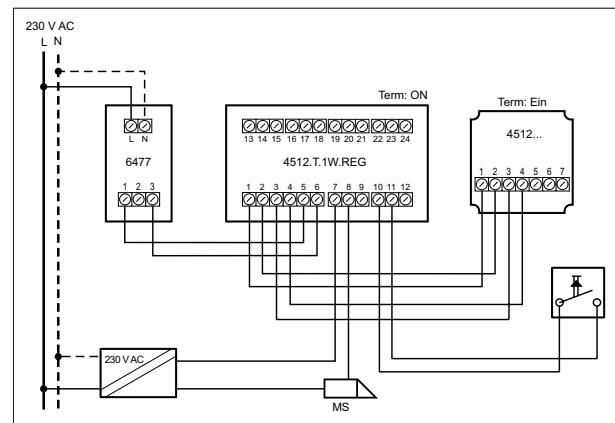 230 V AC
L N
Term: ON
Term: Ein
L N
6477
1 2 3
13 14 15 16 17 18 19 20 21 22 23 24
4512.T.1W.REG
1 2 3 4 5 6 7 8 9 10 11 12
4512...
1 2 3 4 5 6 7
230 V AC
MS